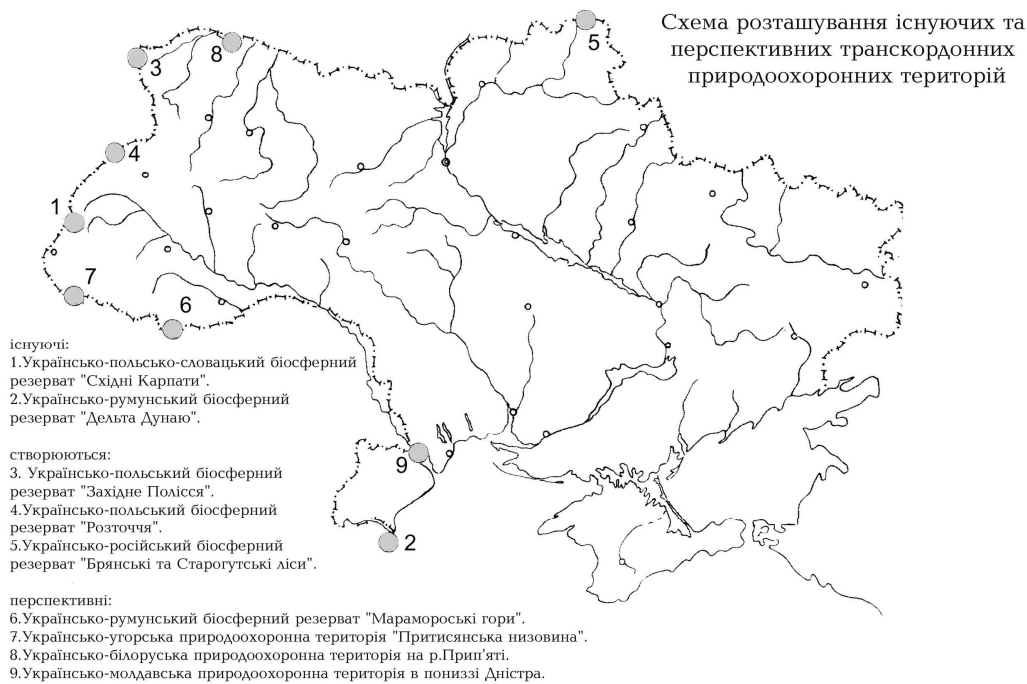 Схема розташування існуючих та
перспективних транскордонних
природоохоронних територій
5
8
3
4
1
7
6
9
2
існуючі:
1.Українсько-польсько-словацький біосферний
резерват "Східні Карпати".
2.Українсько-румунський біосферний
резерват "Дельта Дунаю".
створюються:
3. Українсько-польський біосферний
резерват "Західне Полісся".
4.Українсько-польський біосферний
резерват "Розточчя".
5.Українсько-російський біосферний
резерват "Брянські та Старогутські ліси".
перспективні:
6.Українсько-румунський біосферний резерват "Марамороські гори".
7.Українсько-угорська природоохоронна територія "Притисянська низовина".
8.Українсько-білоруська природоохоронна територія на р.Прип'яті.
9.Українсько-молдавська природоохоронна територія в пониззі Дністра.